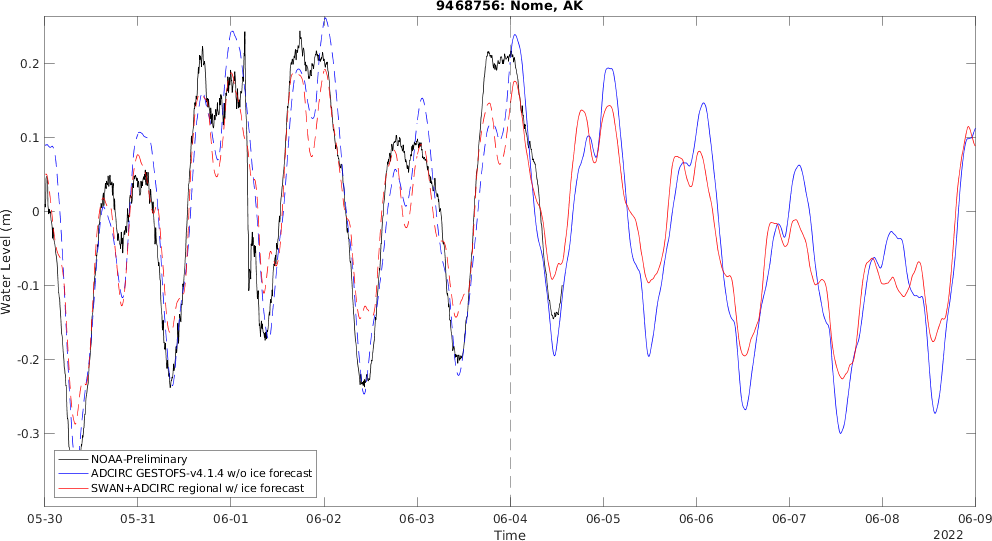 9468756: Nome, AK
Water Level (m)
0.2
0.1
0
-0.1
-0.2
-0.3
NOAA-Preliminary
ADCIRC GESTOFS-v4.1.4 w/o ice forecast
SWAN+ADCIRC regional w/ ice forecast
05-30 05-31 06-01 06-02 06-03 06-04 06-05 06-06 06-07 06-08 06-09
Time
2022